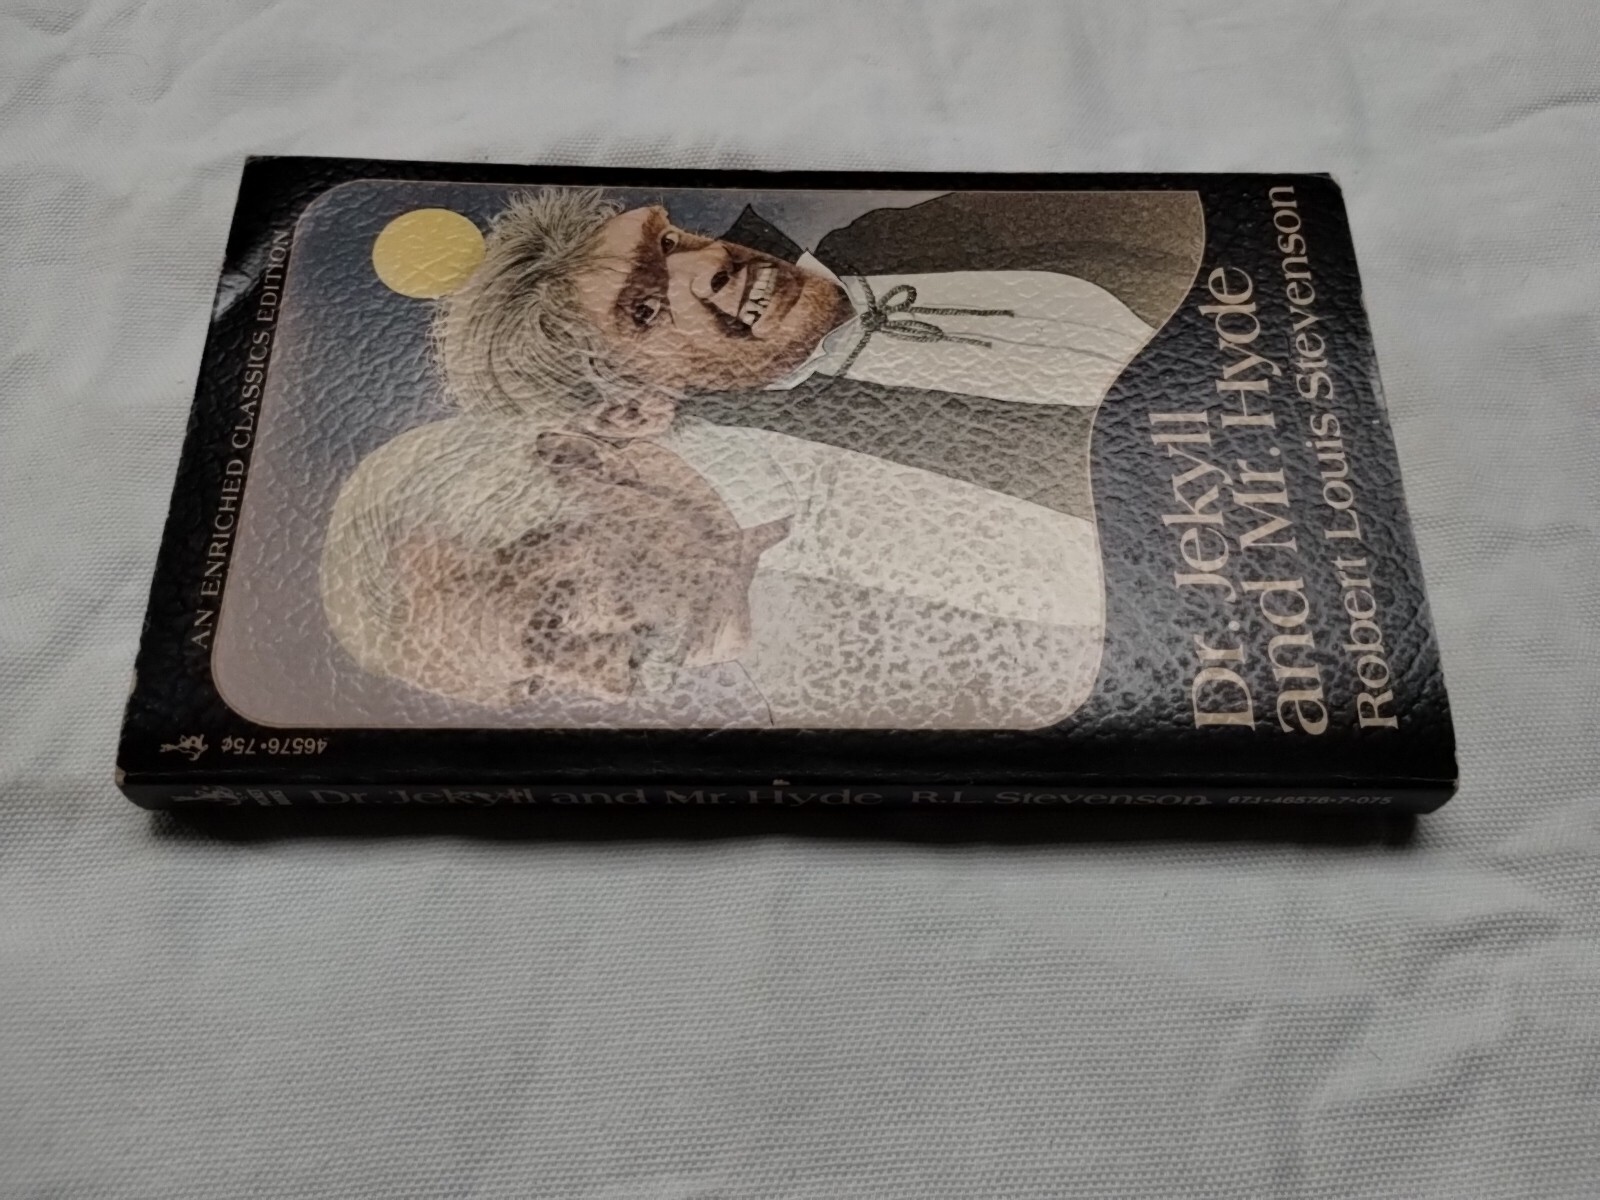 AN ENRICHED CLASSICS EDITION
46576•75¢
Dr. Jekyll
and Mr. Hyde
Robert Louis Stevenson
Dr. Jekyll and Mr. Hyde R.L. Stevenson 671•46576•7•075